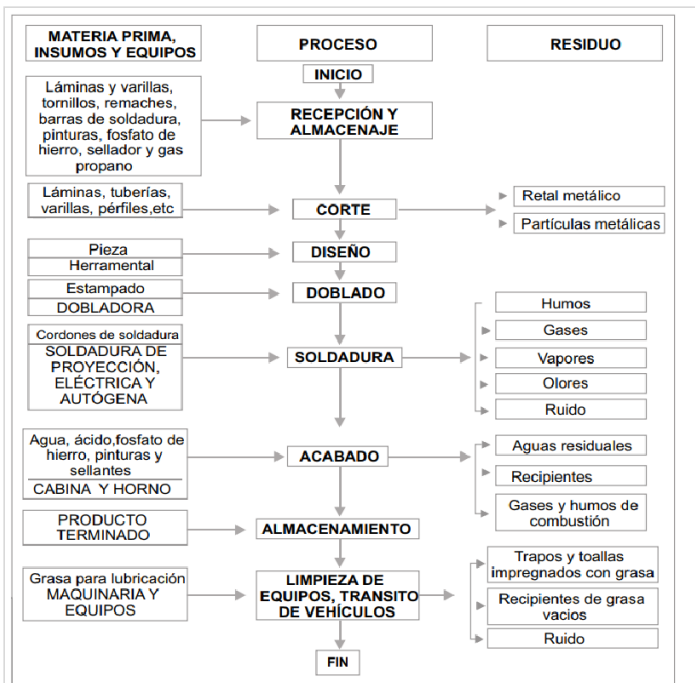 MATERIA PRIMA,
INSUMOS Y EQUIPOS
PROCESO
RESIDUO
INICIO
Láminas y varillas,
tornillos, remaches,
barras de soldadura,
pinturas, fosfato de
hierro, sellador y gas
propano
RECEPCIÓN Y
ALMACENAJE
Láminas, tuberías,
varillas, pérfiles,etc
CORTE
Retal metálico
Partículas metálicas
Pieza
Herramental
DISEÑO
Estampado
DOBLADORA
DOBLADO
Cordones de soldadura
SOLDADURA DE
PROYECCIÓN,
ELÉCTRICA Y
AUTÓGENA
SOLDADURA
Humos
Gases
Vapores
Olores
Ruido
Agua, ácido,fosfato de
hierro, pinturas y
sellantes
CABINA Y HORNO
ACABADO
Aguas residuales
Recipientes
Gases y humos de
combustión
PRODUCTO
TERMINADO
ALMACENAMIENTO
Grasa para lubricación
MAQUINARIA Y
EQUIPOS
LIMPIEZA DE
EQUIPOS, TRANSITO
DE VEHÍCULOS
Trapos y toallas
impregnados con grasa
Recipientes de grasa
vacios
Ruido
FIN